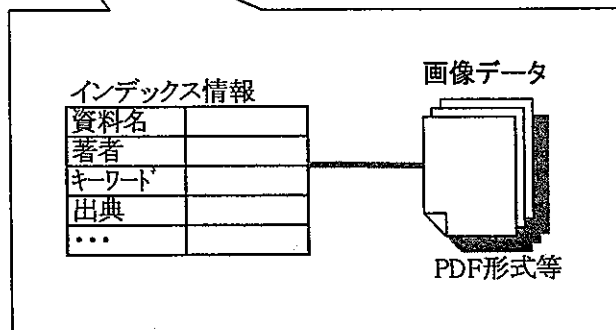 画像データ
インデックス情報
資料名
著者
キーワード
出典
・・・
PDF形式等